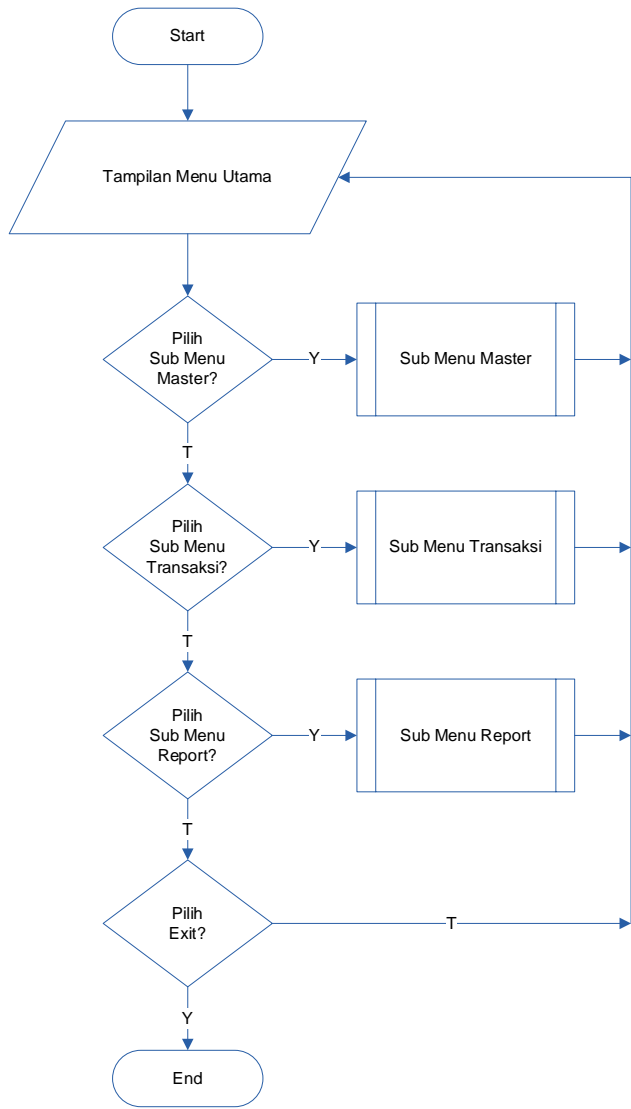 Start
Tampilan Menu Utama
Pilih
Sub Menu
Master?
Y
Sub Menu Master
T
Pilih
Sub Menu
Transaksi?
Y
Sub Menu Transaksi
T
Pilih
Sub Menu
Report?
Y
Sub Menu Report
T
Pilih
Exit?
T
Y
End